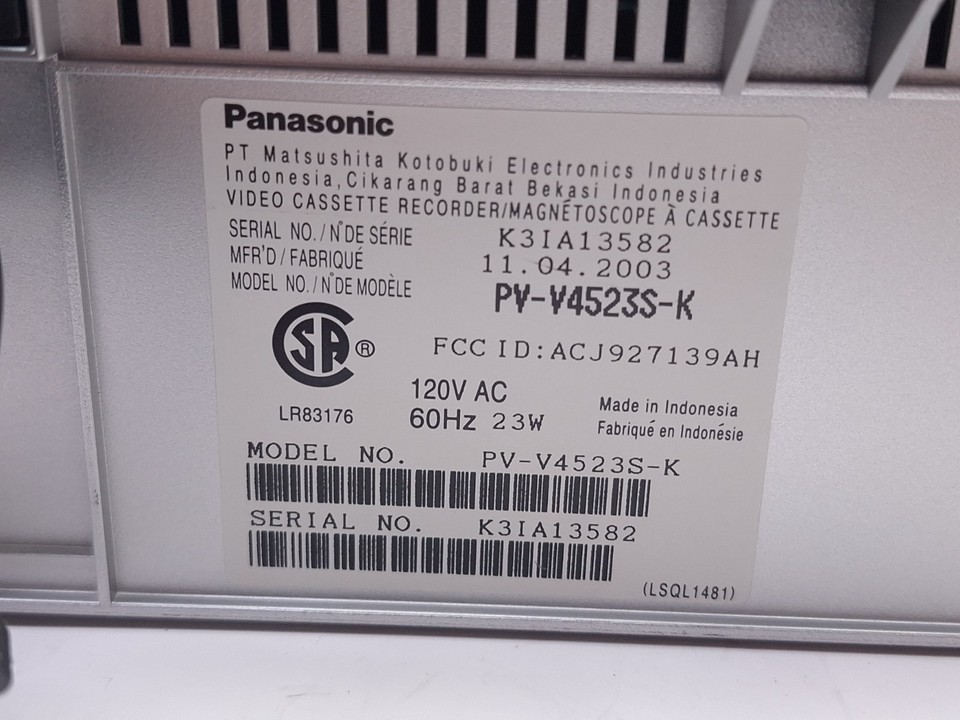 Panasonic
PT Matsushita Kotobuki Electronics Industries
Indonesia,Cikarang Barat Bekasi Indonesia
VIDEO CASSETTE RECORDER/MAGNÉTOSCOPE À CASSETTE
SERIAL NO./N° DE SÉRIE K3IA13582
MFR'D/FABRIQUÉ 11.04.2003
MODEL NO./N° DE MODÈLE PV-V4523S-K
SA ®
FCC ID:ACJ927139AH
LR83176
120V AC
60Hz 23W
Made in Indonesia
Fabriqué en Indonésie
MODEL NO. PV-V4523S-K
SERIAL NO. K3IA13582
(LSQL1481)